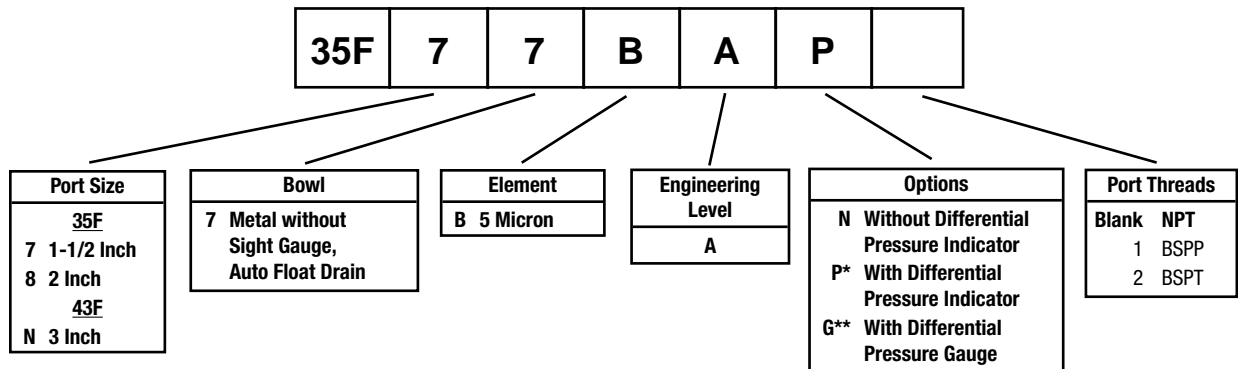 35F 7 7 B A P
Port Size
35F
7 1-1/2 Inch
8 2 Inch
43F
N 3 Inch
Bowl
7 Metal without
Sight Gauge,
Auto Float Drain
Element
B 5 Micron
Engineering
Level
A
Options
N Without Differential
Pressure Indicator
P* With Differential
Pressure Indicator
G** With Differential
Pressure Gauge
Port Threads
Blank NPT
1 BSPP
2 BSPT